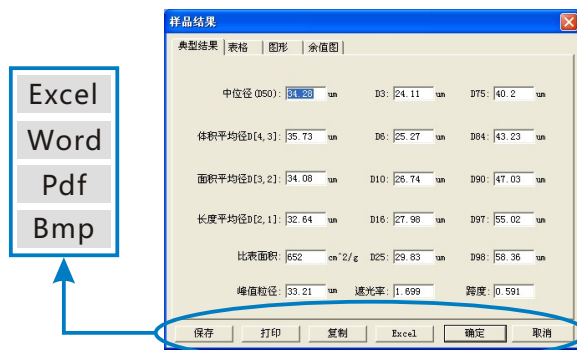 样品结果
典型结果 表格 图形 余值图
Excel
Word
Pdf
Bmp
中位径(D50): 34.28 um D3: 24.11 um D75: 40.2 um
体积平均径D[4,3]: 35.73 um D6: 25.27 um D84: 43.23 um
面积平均径D[3,2]: 34.08 um D10: 26.74 um D90: 47.03 um
长度平均径D[2,1]: 32.64 um D16: 27.98 um D97: 55.02 um
比表面积: 652 cm^2/g D25: 29.83 um D98: 58.36 um
峰值粒径: 33.21 um 遮光率: 1.699 跨度: 0.591
保存 打印 复制 Excel 确定 取消